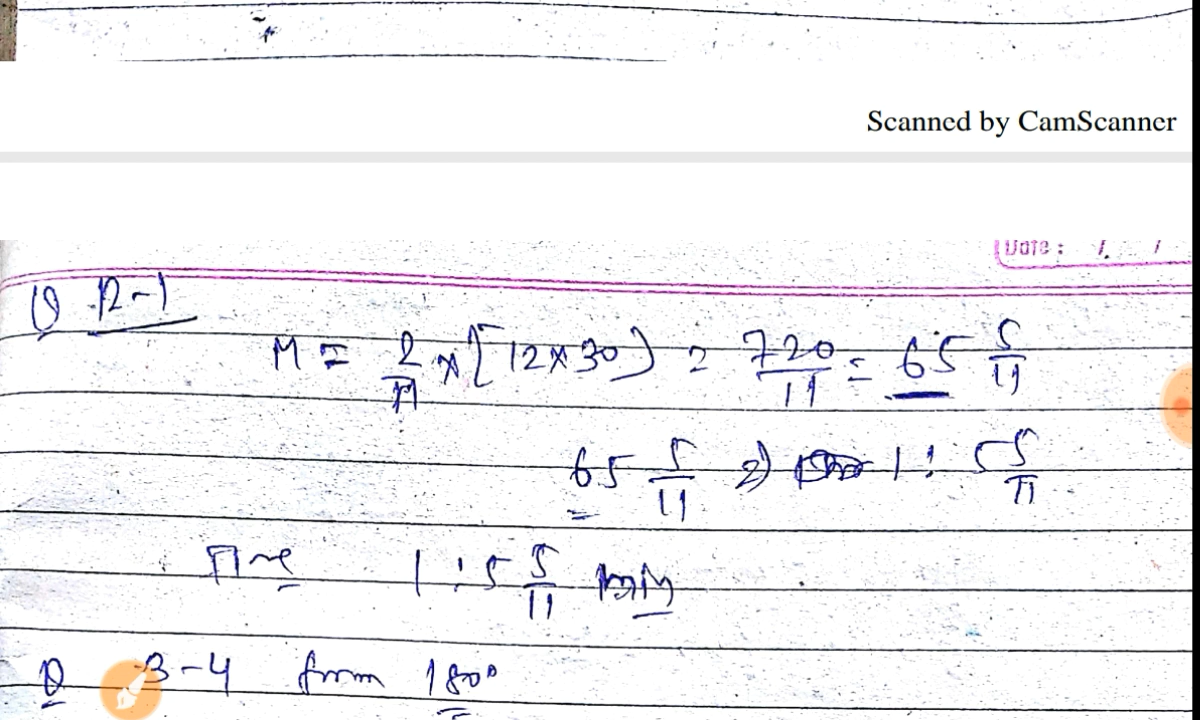 Scanned by CamScanner
Date : / /
Q 12-1
M = 2/11 × [12×30) = 720/11 = 65 5/11
65 5/11 ⇒ 1 : 5 5/11
Time 1 : 5 5/11 min
Q 3-4 form 180°